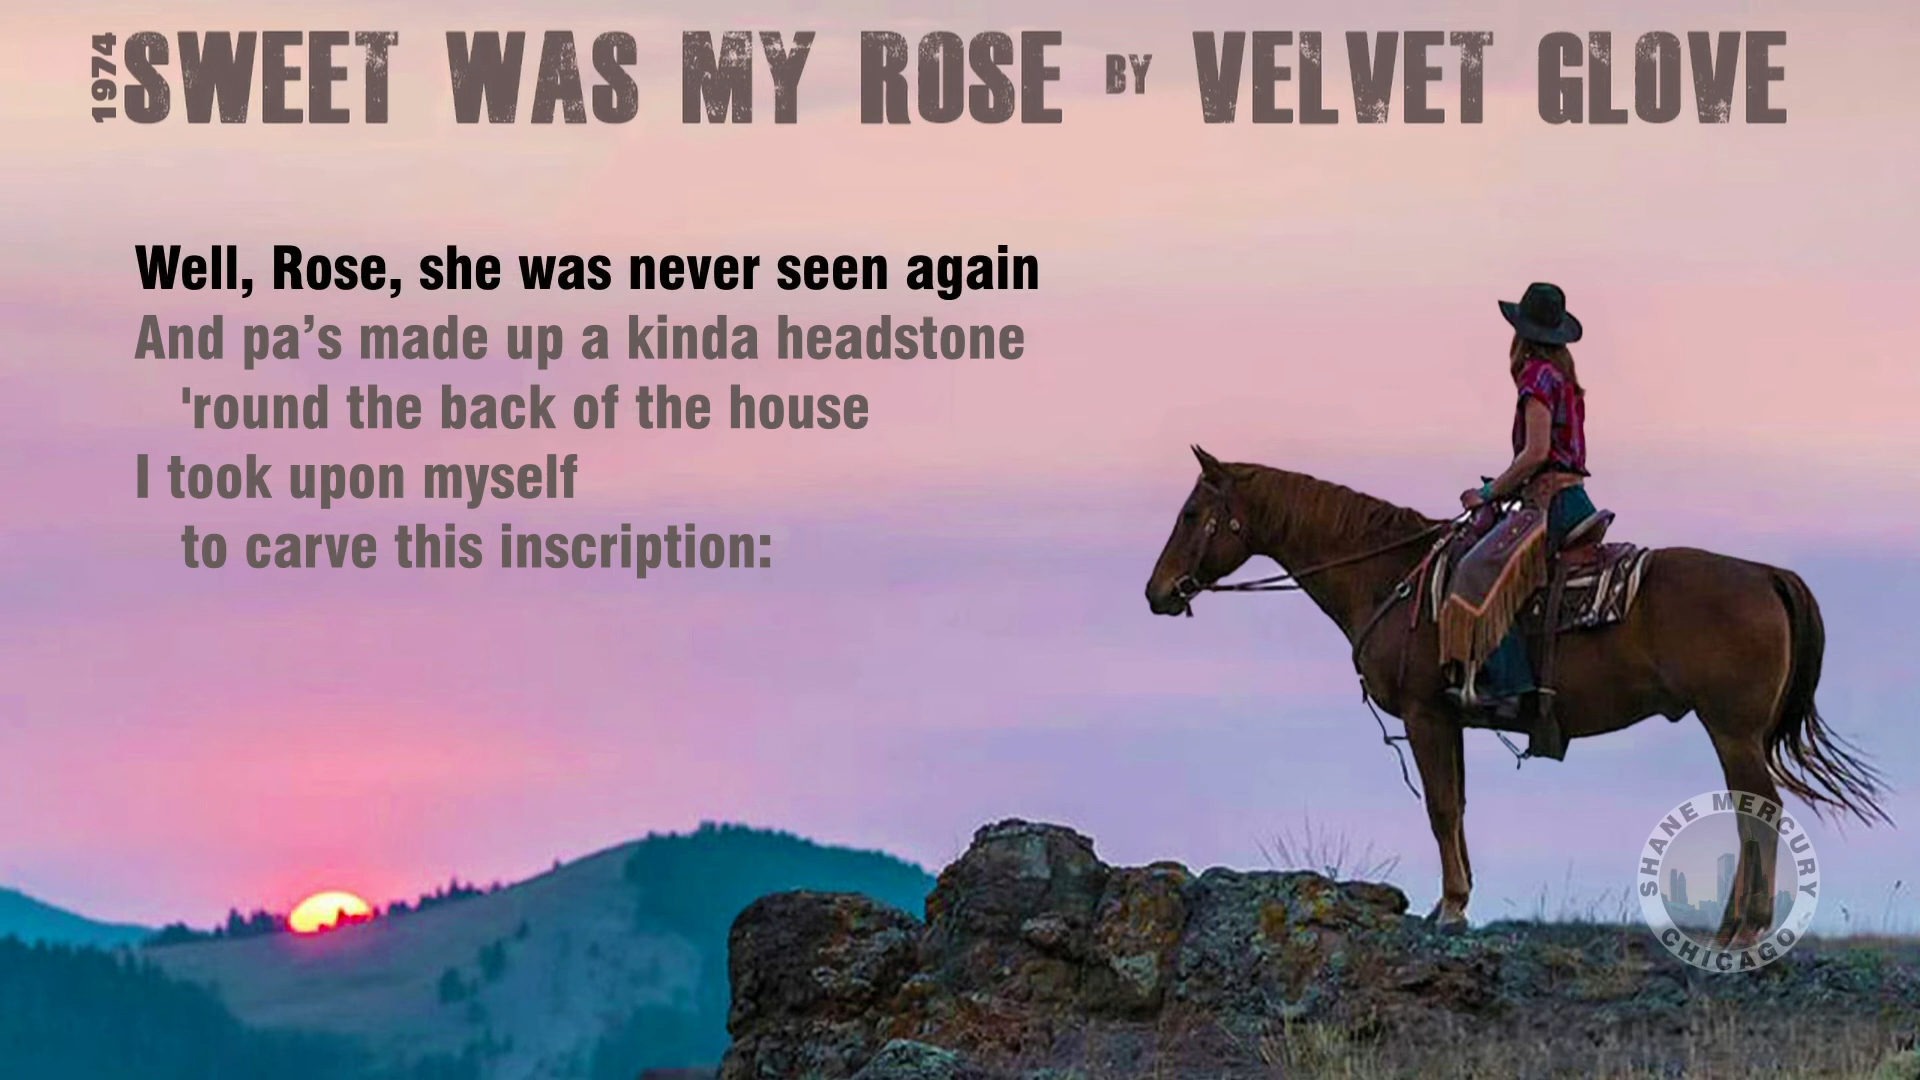 1974
SWEET WAS MY ROSE BY VELVET GLOVE
Well, Rose, she was never seen again
And pa’s made up a kinda headstone
'round the back of the house
I took upon myself
to carve this inscription:
SHANE MERCURY
CHICAGO